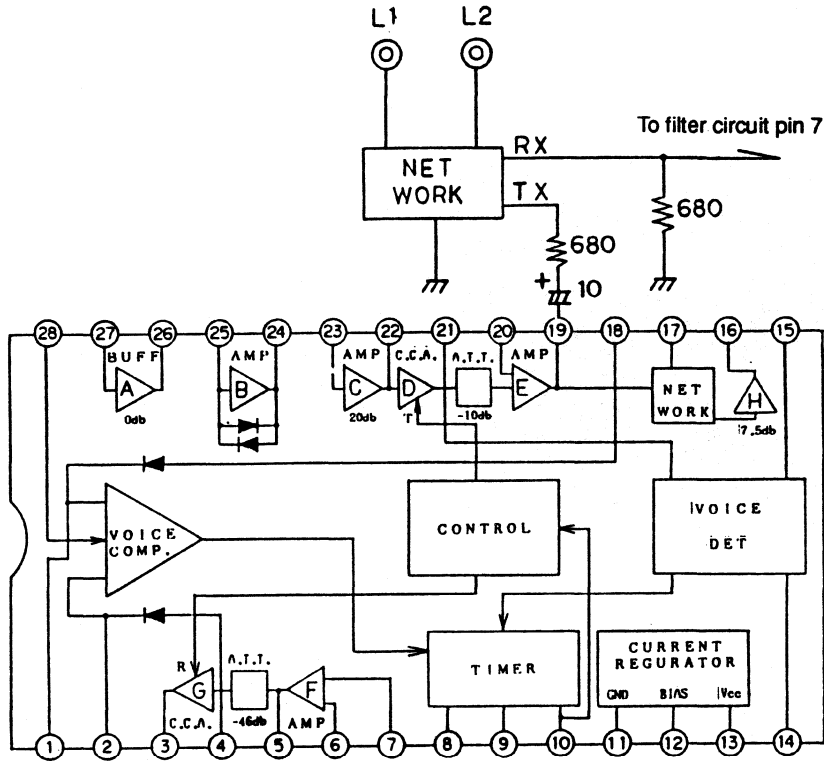 L1 L2
To filter circuit pin 7
RX
NET
WORK
TX
680
680
+
10
28 27 26 25 24 23 22 21 20 19 18 17 16 15
BUFF AMP AMP C.C.A. A.T.T. AMP
A B C D E
NET
WORK
H
0db 20db T -10db 17.5db
VOICE
COMP.
CONTROL
VOICE
DET
R A.T.T.
G F
C.C.A. -46db AMP
TIMER
CURRENT
REGURATOR
GND BIAS Vcc
1 2 3 4 5 6 7 8 9 10 11 12 13 14